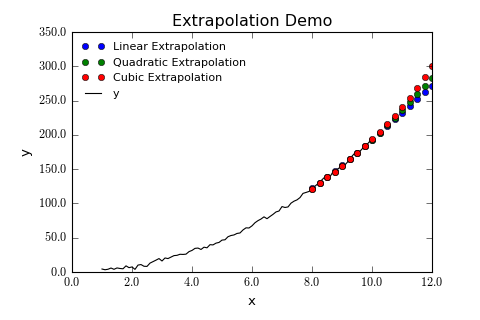 Extrapolation Demo
350.0
Linear Extrapolation
Quadratic Extrapolation
300.0
Cubic Extrapolation
y
250.0
200.0
y
150.0
100.0
50.0
0.0
0.0 2.0 4.0 6.0 8.0 10.0 12.0
x